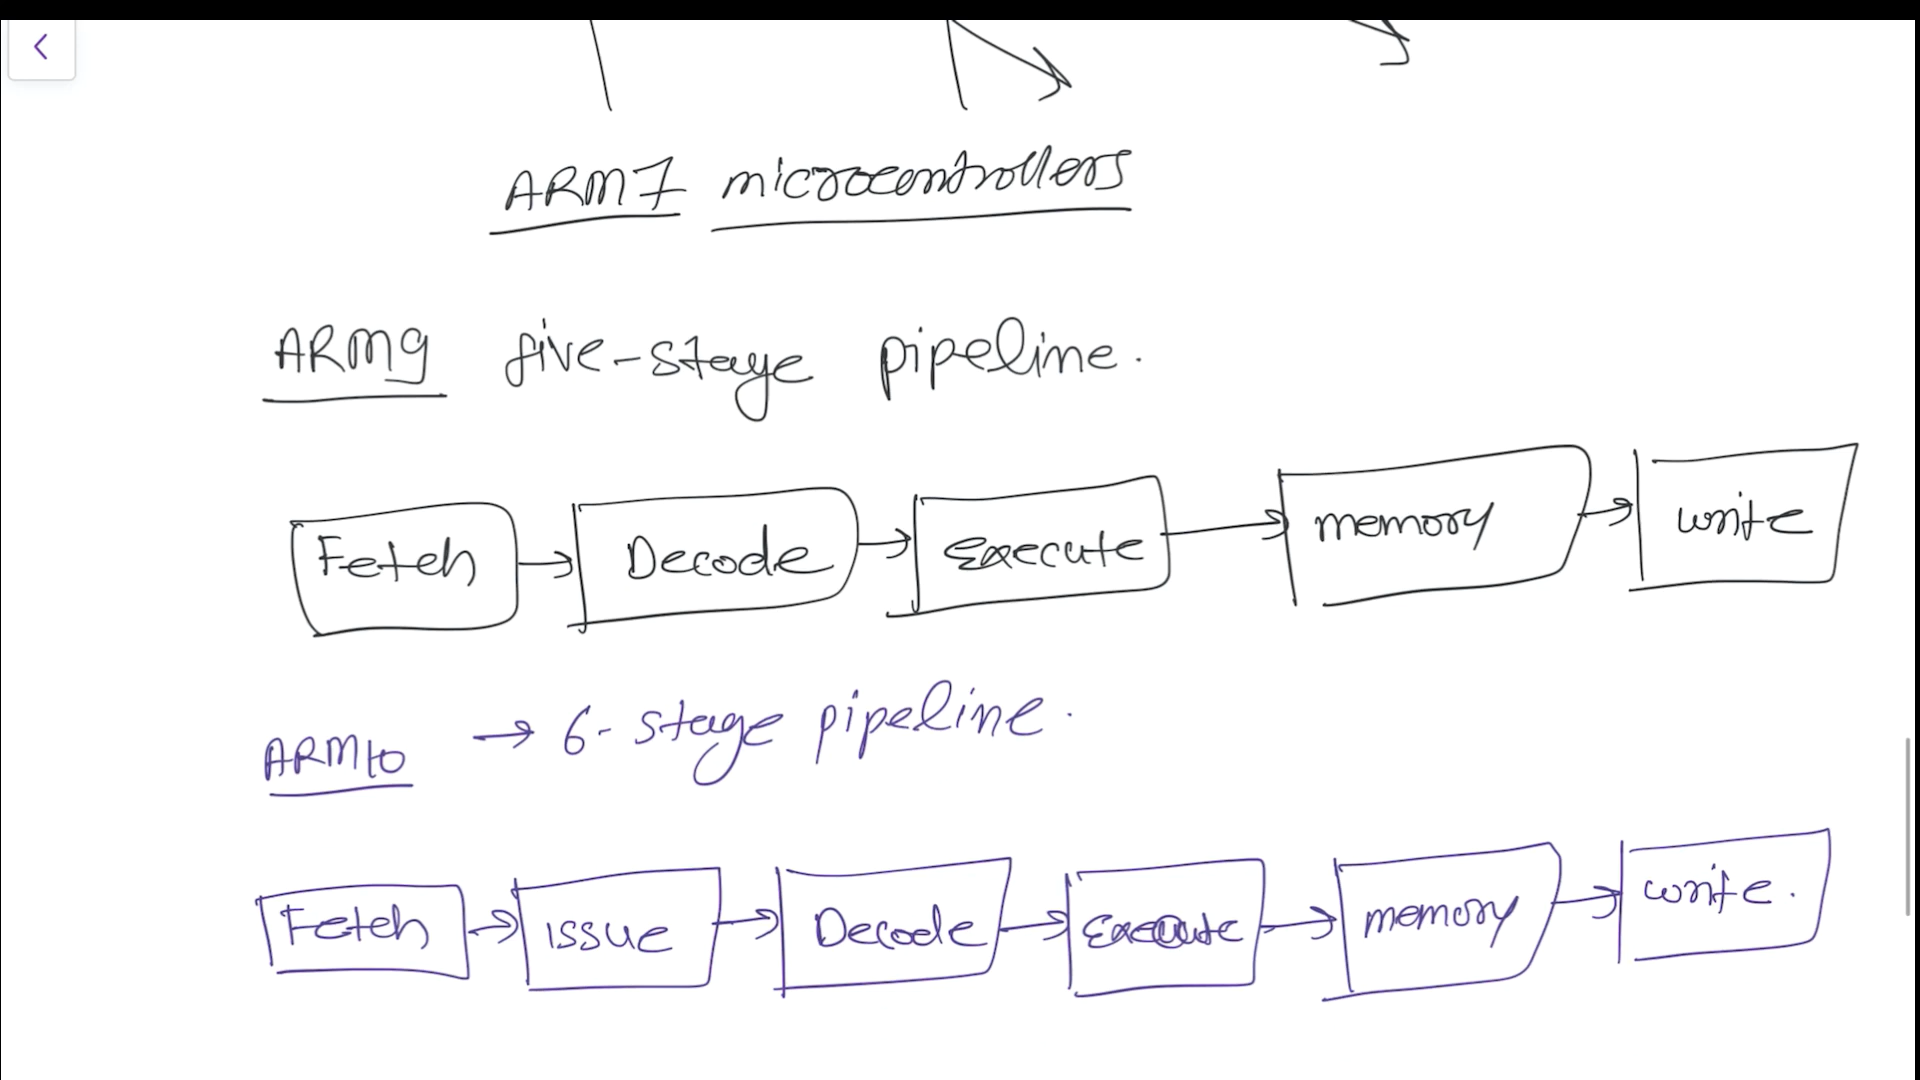 ARM7 microcontrollers
ARM9 five-stage pipeline.
Fetch → Decode → Execute → memory → write
ARM10 → 6-stage pipeline.
Fetch → issue → Decode → Execute → memory → write.